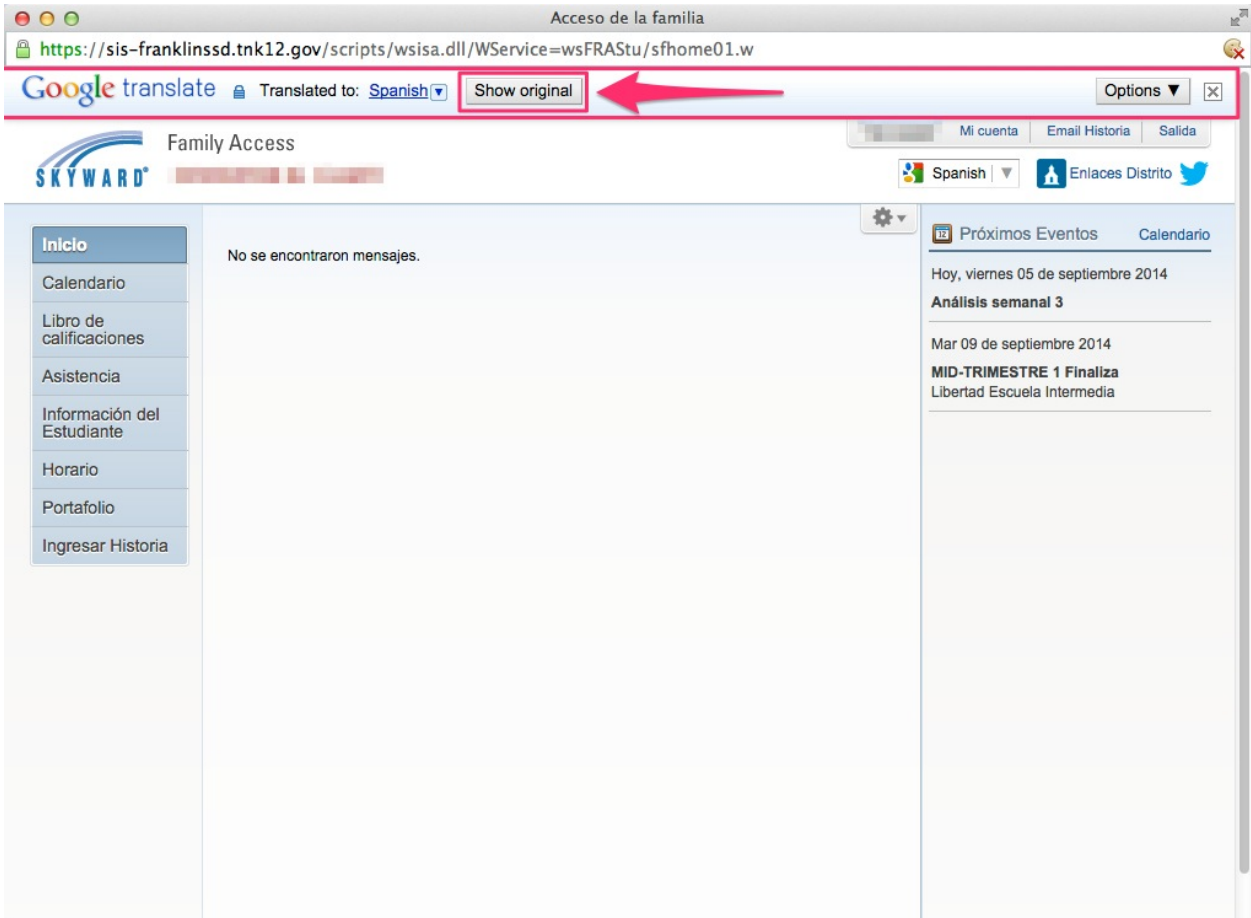 Acceso de la familia
https://sis-franklinssd.tnk12.gov/scripts/wsisa.dll/WService=wsFRAStu/sfhome01.w
Google translate Translated to: Spanish Show original Options
Mi cuenta Email Historia Salida
Family Access
SKYWARD
Spanish Enlaces Distrito
Inicio
Calendario
Libro de
calificaciones
Asistencia
Información del
Estudiante
Horario
Portafolio
Ingresar Historia
No se encontraron mensajes.
12 Próximos Eventos Calendario
Hoy, viernes 05 de septiembre 2014
Análisis semanal 3
Mar 09 de septiembre 2014
MID-TRIMESTRE 1 Finaliza
Libertad Escuela Intermedia